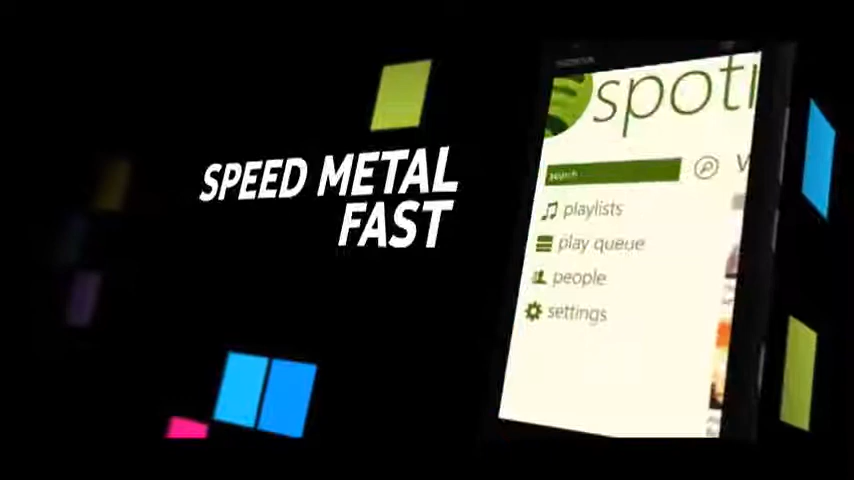 SPEED METAL
FAST
spoti
search
playlists
play queue
people
settings